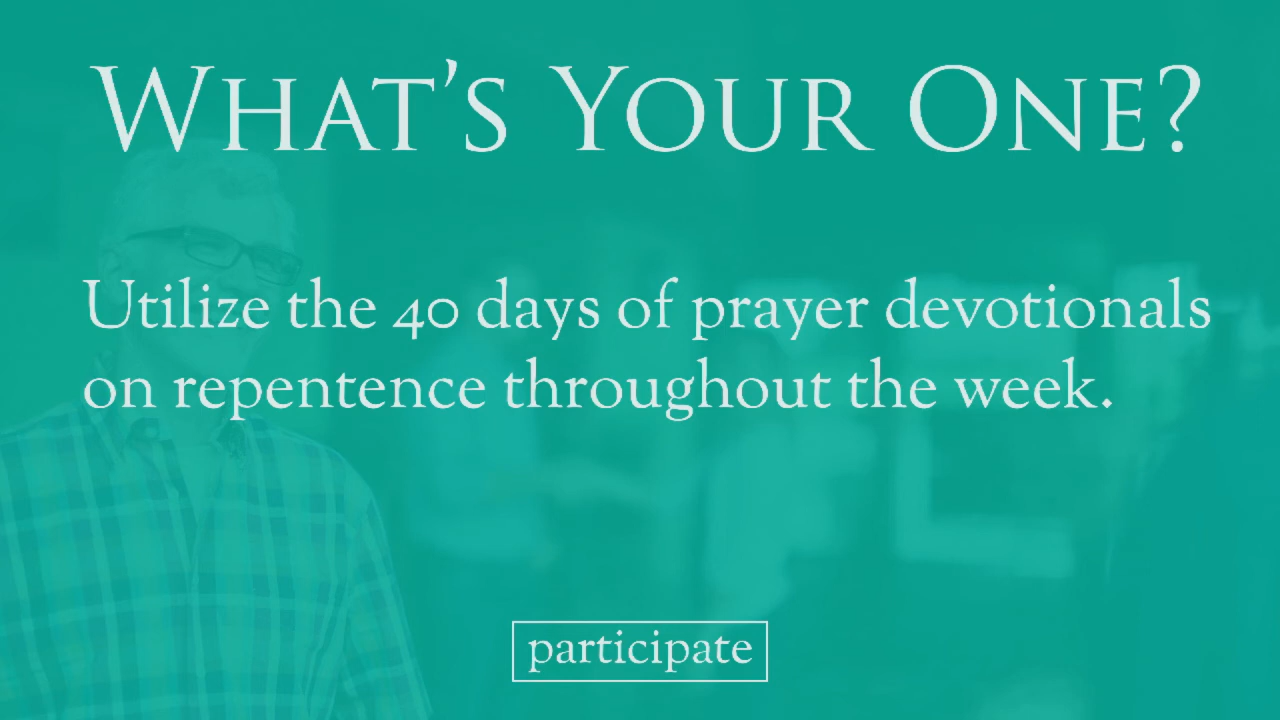 What's Your One?
Utilize the 40 days of prayer devotionals
on repentence throughout the week.
participate